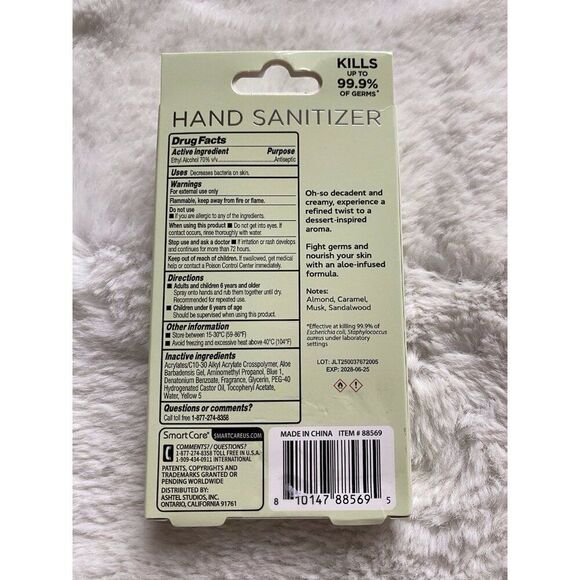 KILLS
UP TO
99.9%
OF GERMS*
HAND SANITIZER
Drug Facts
Active ingredient Purpose
Ethyl Alcohol 70% v/v Antiseptic
Uses Decreases bacteria on skin.
Warnings
For external use only
Flammable, keep away from fire or flame.
Do not use
■ If you are allergic to any of the ingredients.
When using this product ■ Do not get into eyes. If
contact occurs, rinse thoroughly with water.
Stop use and ask a doctor ■ If irritation or rash develops
and continues for more than 72 hours.
Keep out of reach of children. If swallowed, get medical
help or contact a Poison Control Center immediately.
Directions
■ Adults and children 6 years and older
Spray onto hands and rub them together until dry.
Recommended for repeated use.
■ Children under 6 years of age
Should be supervised when using this product.
Other information
■ Store between 15-30°C (59-86°F)
■ Avoid freezing and excessive heat above 40°C (104°F)
Inactive ingredients
Acrylates/C10-30 Alkyl Acrylate Crosspolymer, Aloe
Barbadensis Gel, Aminomethyl Propanol, Blue 1,
Denatonium Benzoate, Fragrance, Glycerin, PEG-40
Hydrogenated Castor Oil, Tocopheryl Acetate,
Water, Yellow 5
Questions or comments?
Call toll free 1-877-274-8358
Oh-so decadent and
creamy, experience a
refined twist to a
dessert-inspired
aroma.
Fight germs and
nourish your skin
with an aloe-infused
formula.
Notes:
Almond, Caramel,
Musk, Sandalwood
*Effective at killing 99.9% of
Escherichia coli, Staphylococcus
aureus under laboratory
settings
LOT: JLT250037672005
EXP: 2028-06-25
SmartCare® SMARTCAREUS.COM
COMMENTS? / QUESTIONS?
1-877-274-8358 TOLL FREE IN U.S.A.
1-909-434-0911 INTERNATIONAL
PATENTS, COPYRIGHTS AND
TRADEMARKS GRANTED OR
PENDING WORLDWIDE
DISTRIBUTED BY:
ASHTEL STUDIOS, INC.
ONTARIO, CALIFORNIA 91761
MADE IN CHINA ITEM # 88569
8 10147 88569 5